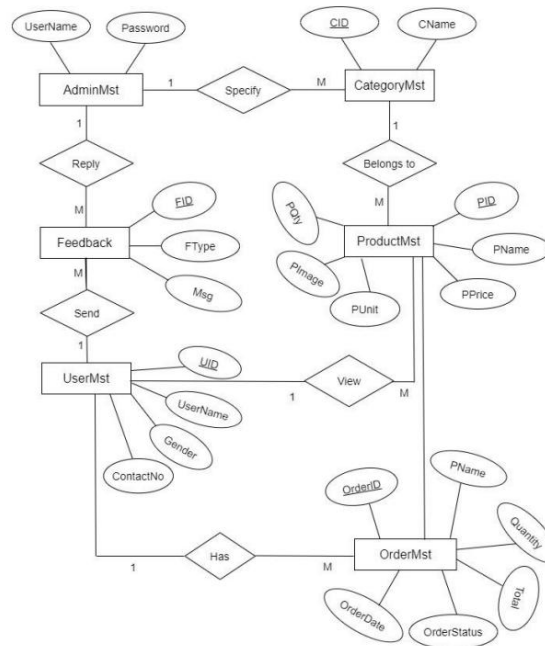 UserName
Password
CID
CName
AdminMst
1
Specify
M
CategoryMst
1
1
Reply
Belongs to
M
M
FID
PQty
PID
Feedback
FType
ProductMst
PName
M
Msg
PImage
PUnit
PPrice
Send
1
UID
UserMst
1
View
M
UserName
Gender
ContactNo
OrderID
PName
Quantity
Has
1
M
OrderMst
Total
OrderDate
OrderStatus